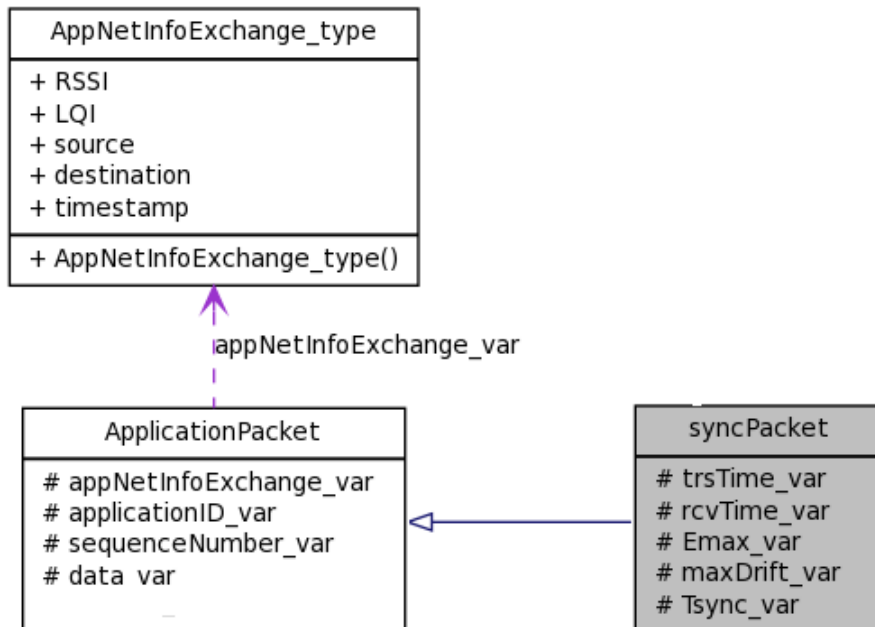 AppNetInfoExchange_type
+ RSSI
+ LQI
+ source
+ destination
+ timestamp
+ AppNetInfoExchange_type()
appNetInfoExchange_var
ApplicationPacket
# appNetInfoExchange_var
# applicationID_var
# sequenceNumber_var
# data_var
syncPacket
# trsTime_var
# rcvTime_var
# Emax_var
# maxDrift_var
# Tsync_var